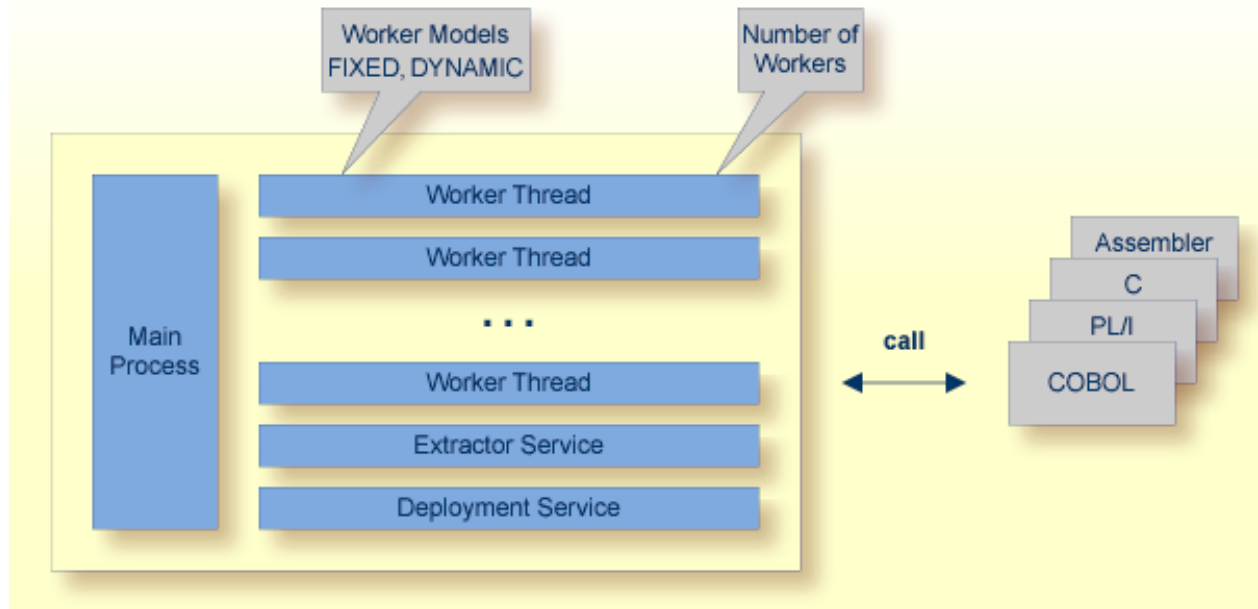 Worker Models
FIXED, DYNAMIC
Number of
Workers
Main
Process
Worker Thread
Worker Thread
...
Worker Thread
Extractor Service
Deployment Service
call
Assembler
C
PL/I
COBOL